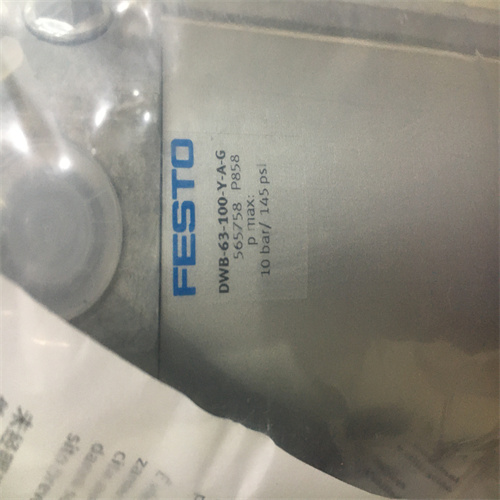 FESTO
DWB-63-100-Y-A-G
565758 P858
p max:
10 bar/ 145 psi